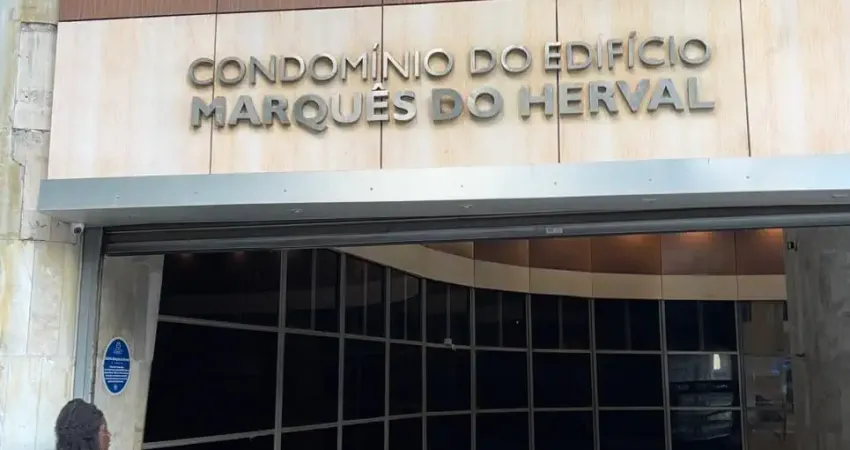 CONDOMÍNIO DO EDIFÍCIO
MARQUÊS DO HERVAL